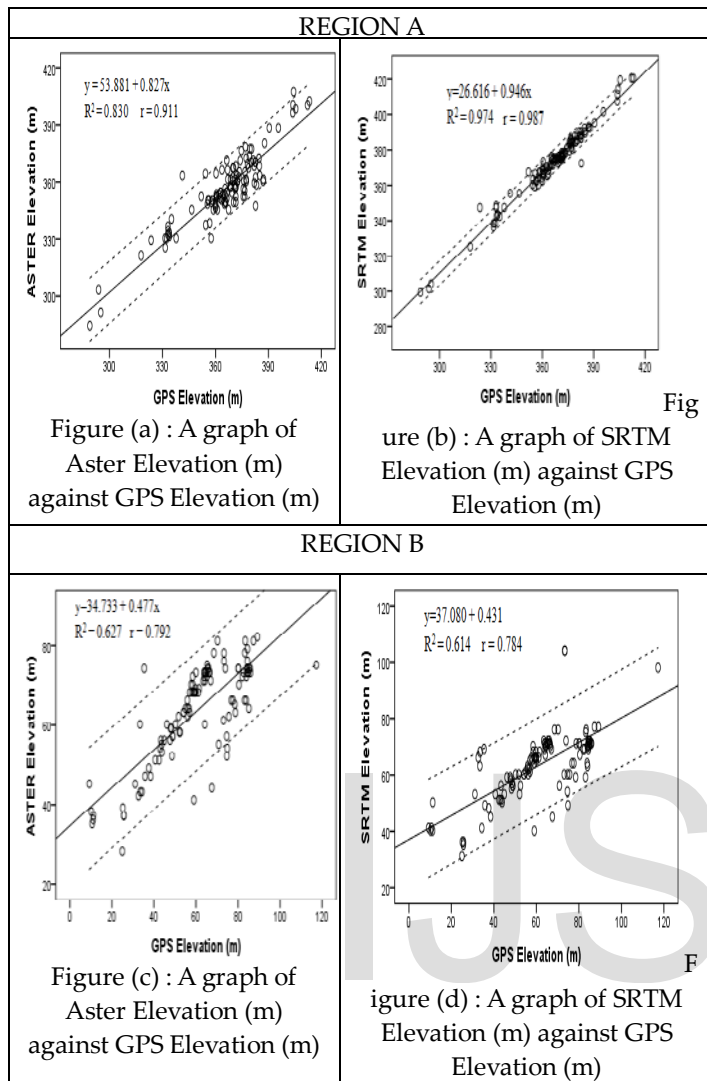 REGION A
y=53.881+0.827x
R²=0.830 r=0.911
ASTER Elevation (m)
420
390
360
330
300
300 330 360 390 420
GPS Elevation (m)
Figure (a) : A graph of
Aster Elevation (m)
against GPS Elevation (m)
y=26.616+0.946x
R²=0.974 r=0.987
SRTM Elevation (m)
420
400
380
360
340
320
300
280
300 330 360 390 420
GPS Elevation (m)
Fig
ure (b) : A graph of SRTM
Elevation (m) against GPS
Elevation (m)
REGION B
y–34.733+0.477x
R²–0.627 r–0.792
ASTER Elevation (m)
80
60
40
20
0 20 40 60 80 100 120
GPS Elevation (m)
Figure (c) : A graph of
Aster Elevation (m)
against GPS Elevation (m)
y=37.080+0.431
R²=0.614 r=0.784
SRTM Elevation (m)
120
100
80
60
40
20
0 20 40 60 80 100 120
GPS Elevation (m)
F
igure (d) : A graph of SRTM
Elevation (m) against GPS
Elevation (m)
IJS